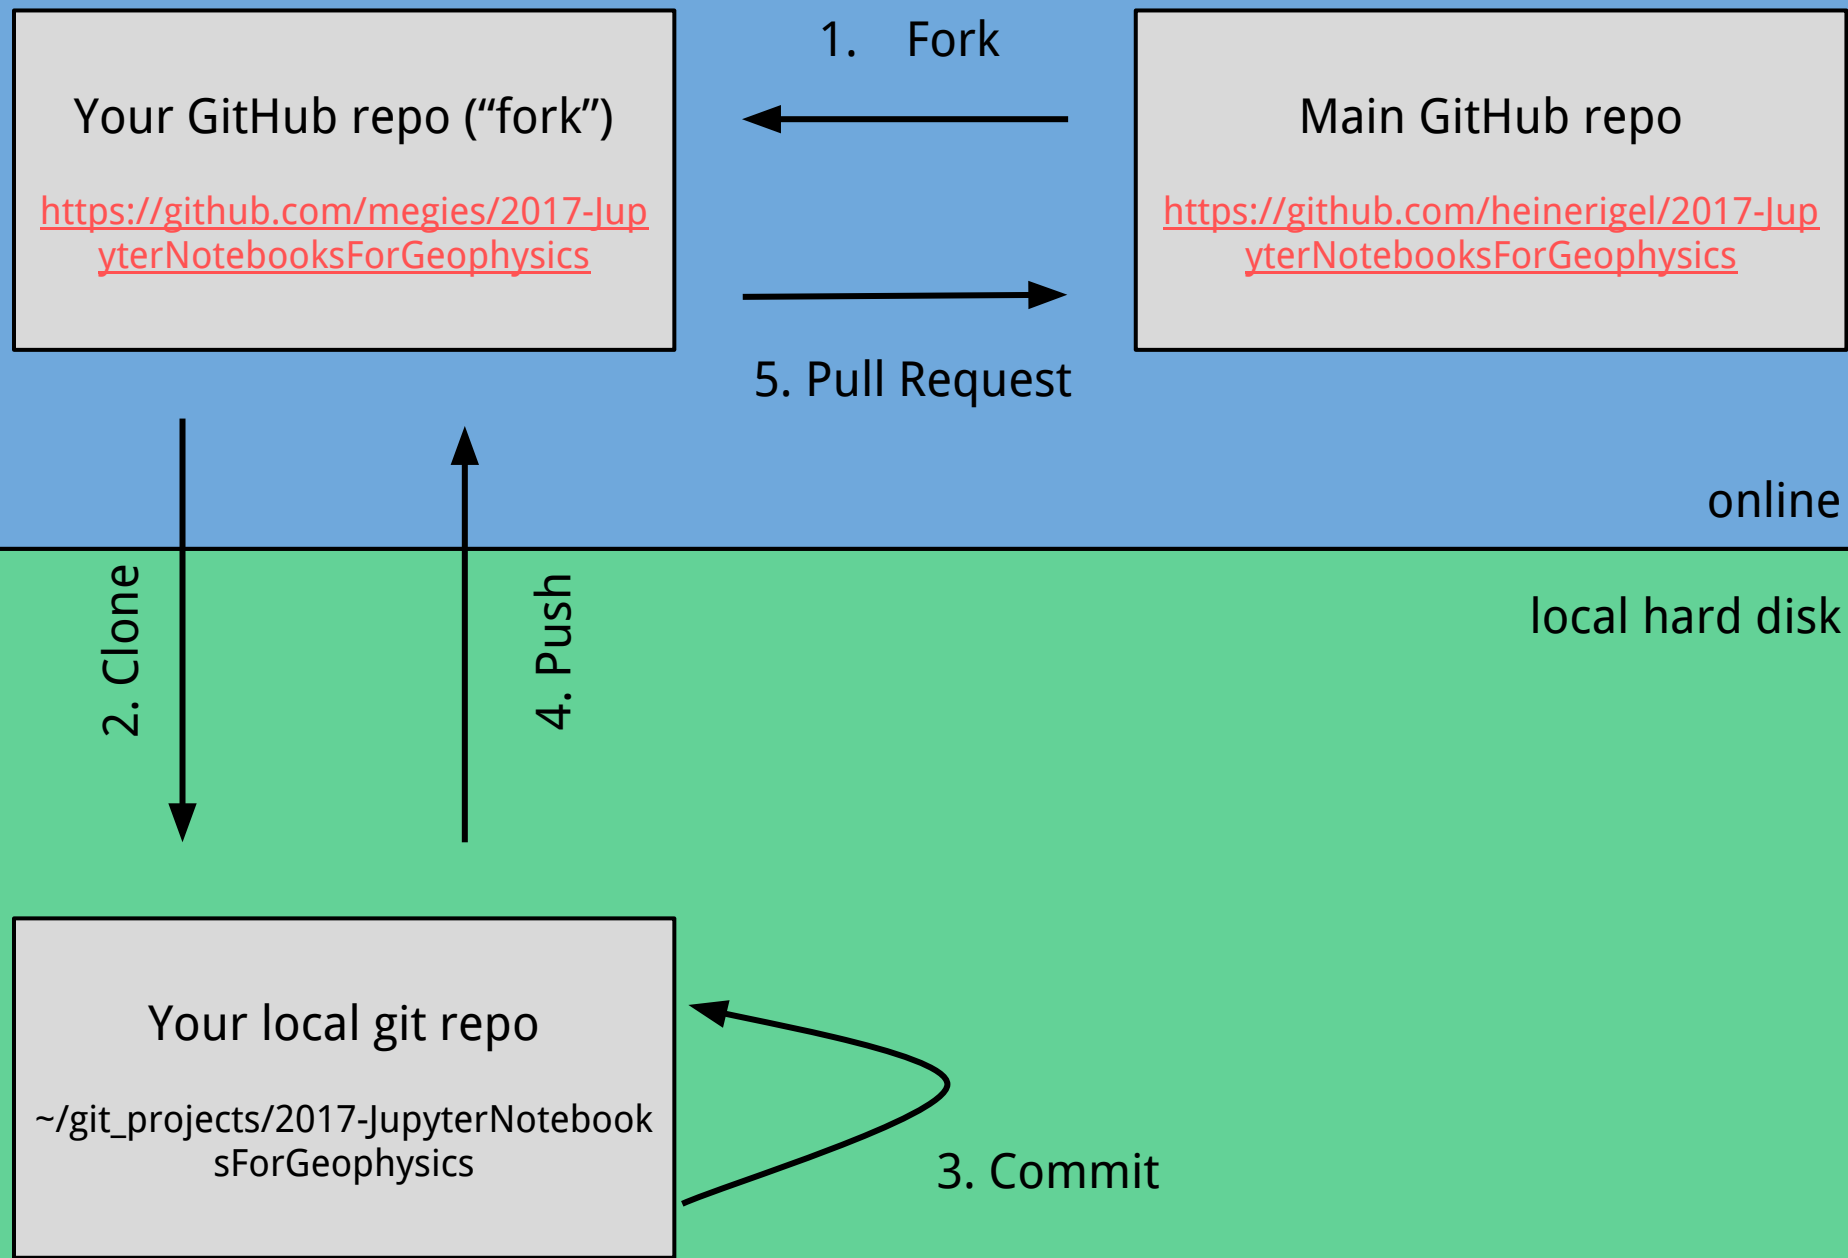 Your GitHub repo (“fork”)
https://github.com/megies/2017-Jup
yterNotebooksForGeophysics
1. Fork
5. Pull Request
Main GitHub repo
https://github.com/heinerigel/2017-Jup
yterNotebooksForGeophysics
online
local hard disk
2. Clone
4. Push
Your local git repo
~/git_projects/2017-JupyterNotebook
sForGeophysics
3. Commit